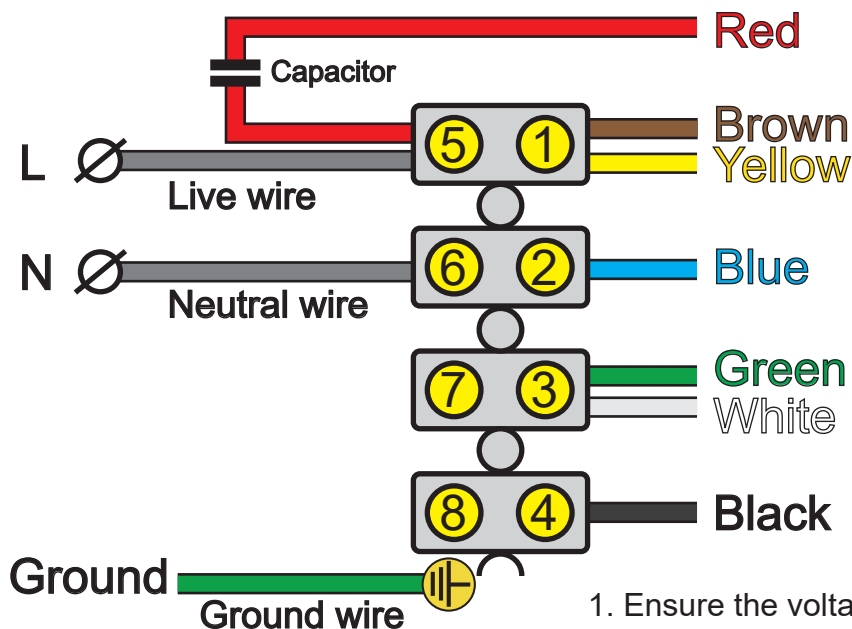 Red
Capacitor
Brown
5 1
L
Yellow
Live wire
N
6 2
Blue
Neutral wire
7 3
Green
White
8 4
Black
Ground
Ground wire
1. Ensure the volta